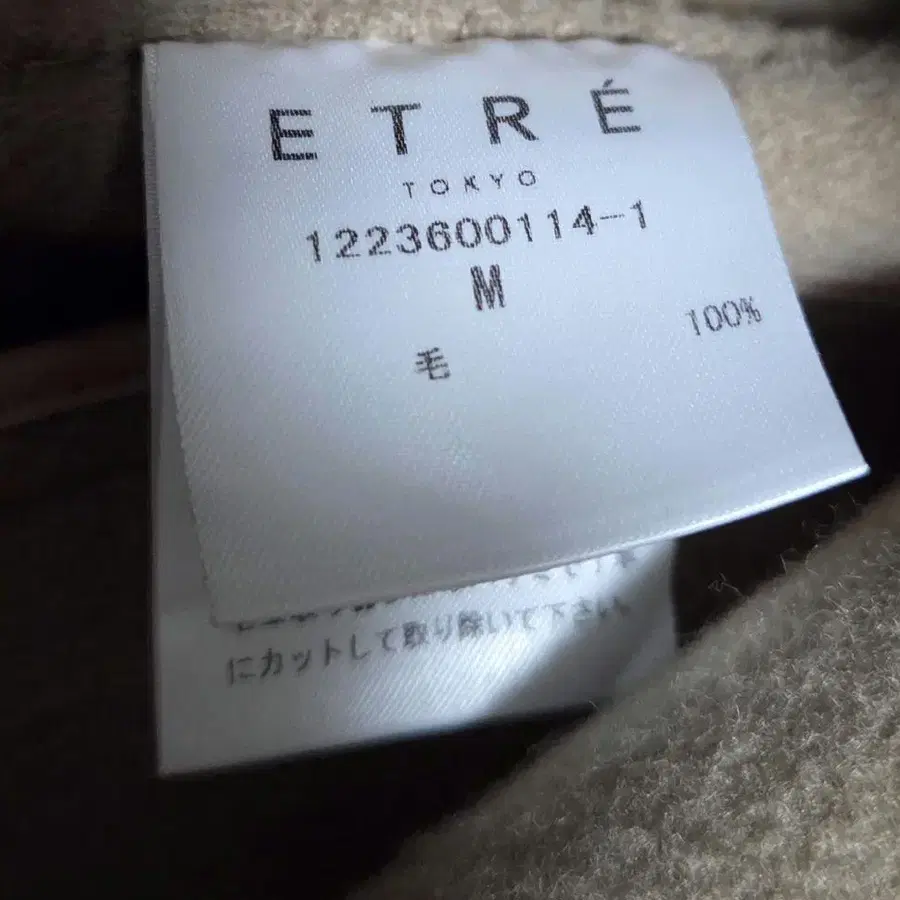 ETRÉ
TOKYO
1223600114-1
M
毛 100%
にカットして取り除いて下さい